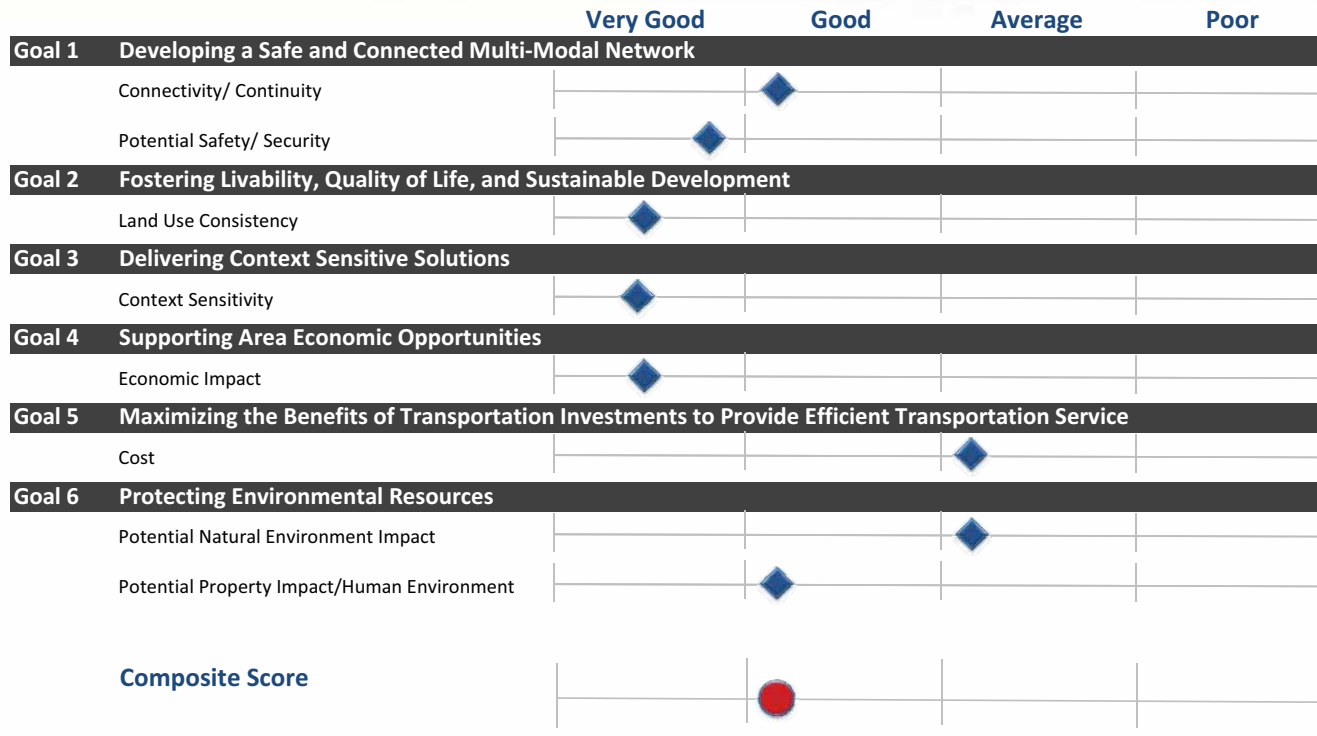 Very Good Good Average Poor
Goal 1 Developing a Safe and Connected Multi-Modal Network
Connectivity/ Continuity
Potential Safety/ Security
Goal 2 Fostering Livability, Quality of Life, and Sustainable Development
Land Use Consistency
Goal 3 Delivering Context Sensitive Solutions
Context Sensitivity
Goal 4 Supporting Area Economic Opportunities
Economic Impact
Goal 5 Maximizing the Benefits of Transportation Investments to Provide Efficient Transportation Service
Cost
Goal 6 Protecting Environmental Resources
Potential Natural Environment Impact
Potential Property Impact/Human Environment
Composite Score